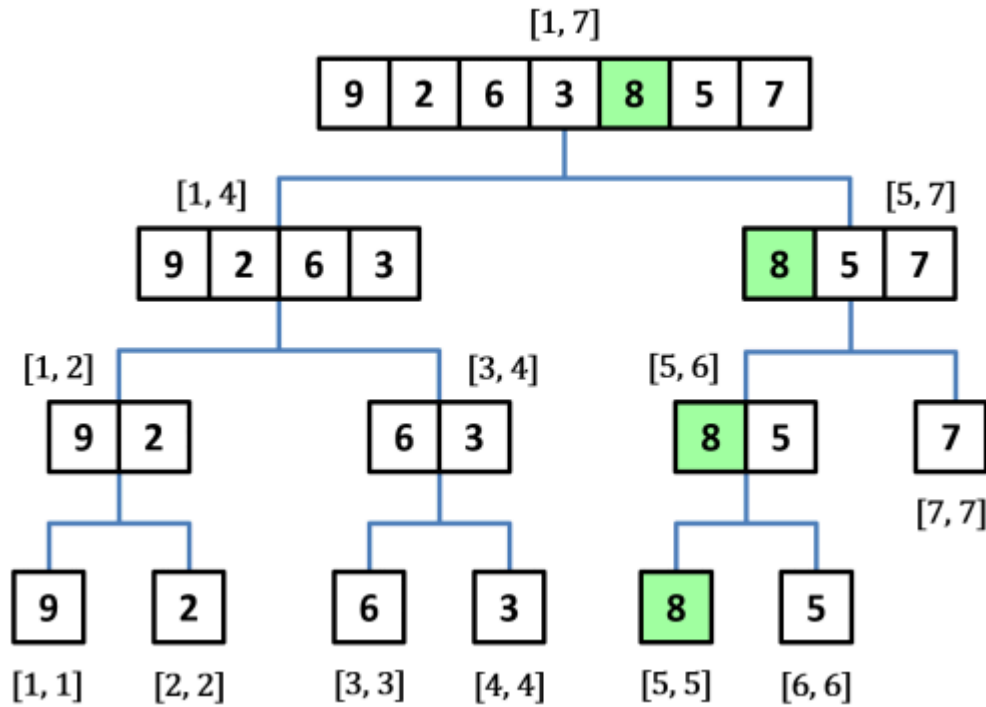 [1, 7]
9 2 6 3 8 5 7
[1, 4] [5, 7]
9 2 6 3 8 5 7
[1, 2] [3, 4] [5, 6]
9 2 6 3 8 5 7
[7, 7]
9 2 6 3 8 5
[1, 1] [2, 2] [3, 3] [4, 4] [5, 5] [6, 6]